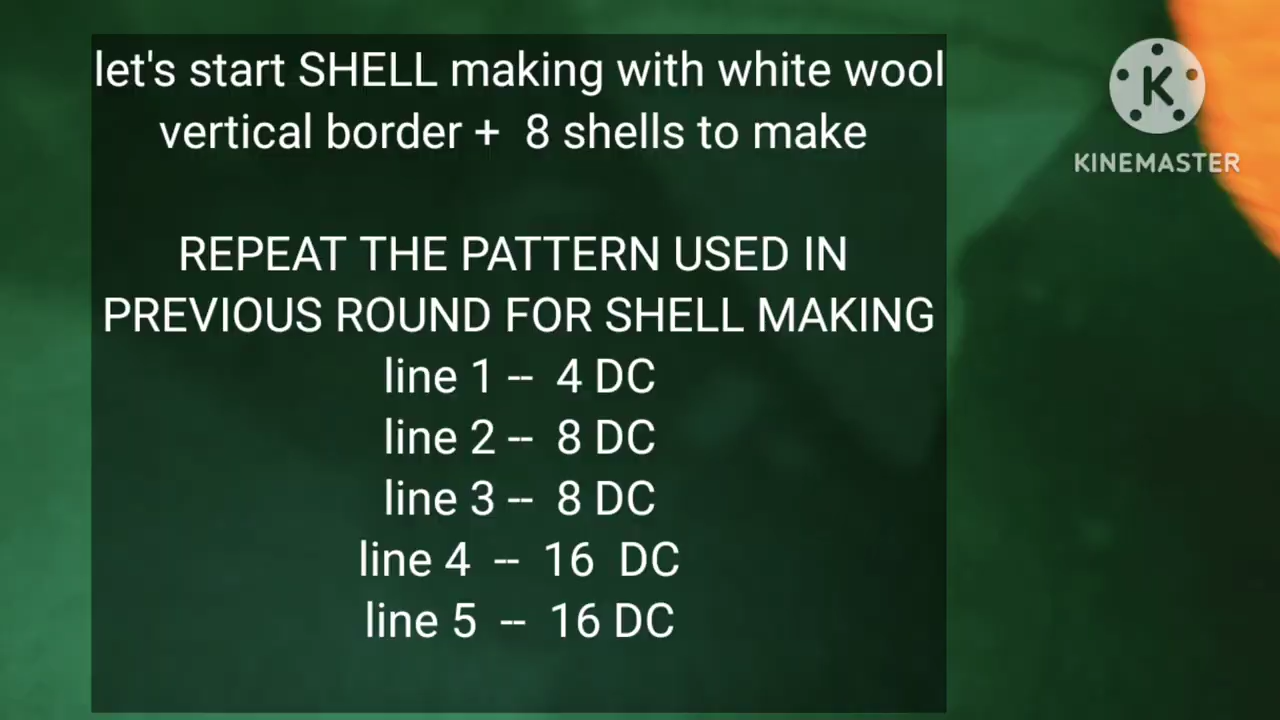 let's start SHELL making with white wool
vertical border + 8 shells to make
REPEAT THE PATTERN USED IN
PREVIOUS ROUND FOR SHELL MAKING
line 1 -- 4 DC
line 2 -- 8 DC
line 3 -- 8 DC
line 4 -- 16 DC
line 5 -- 16 DC
K
KINEMASTER